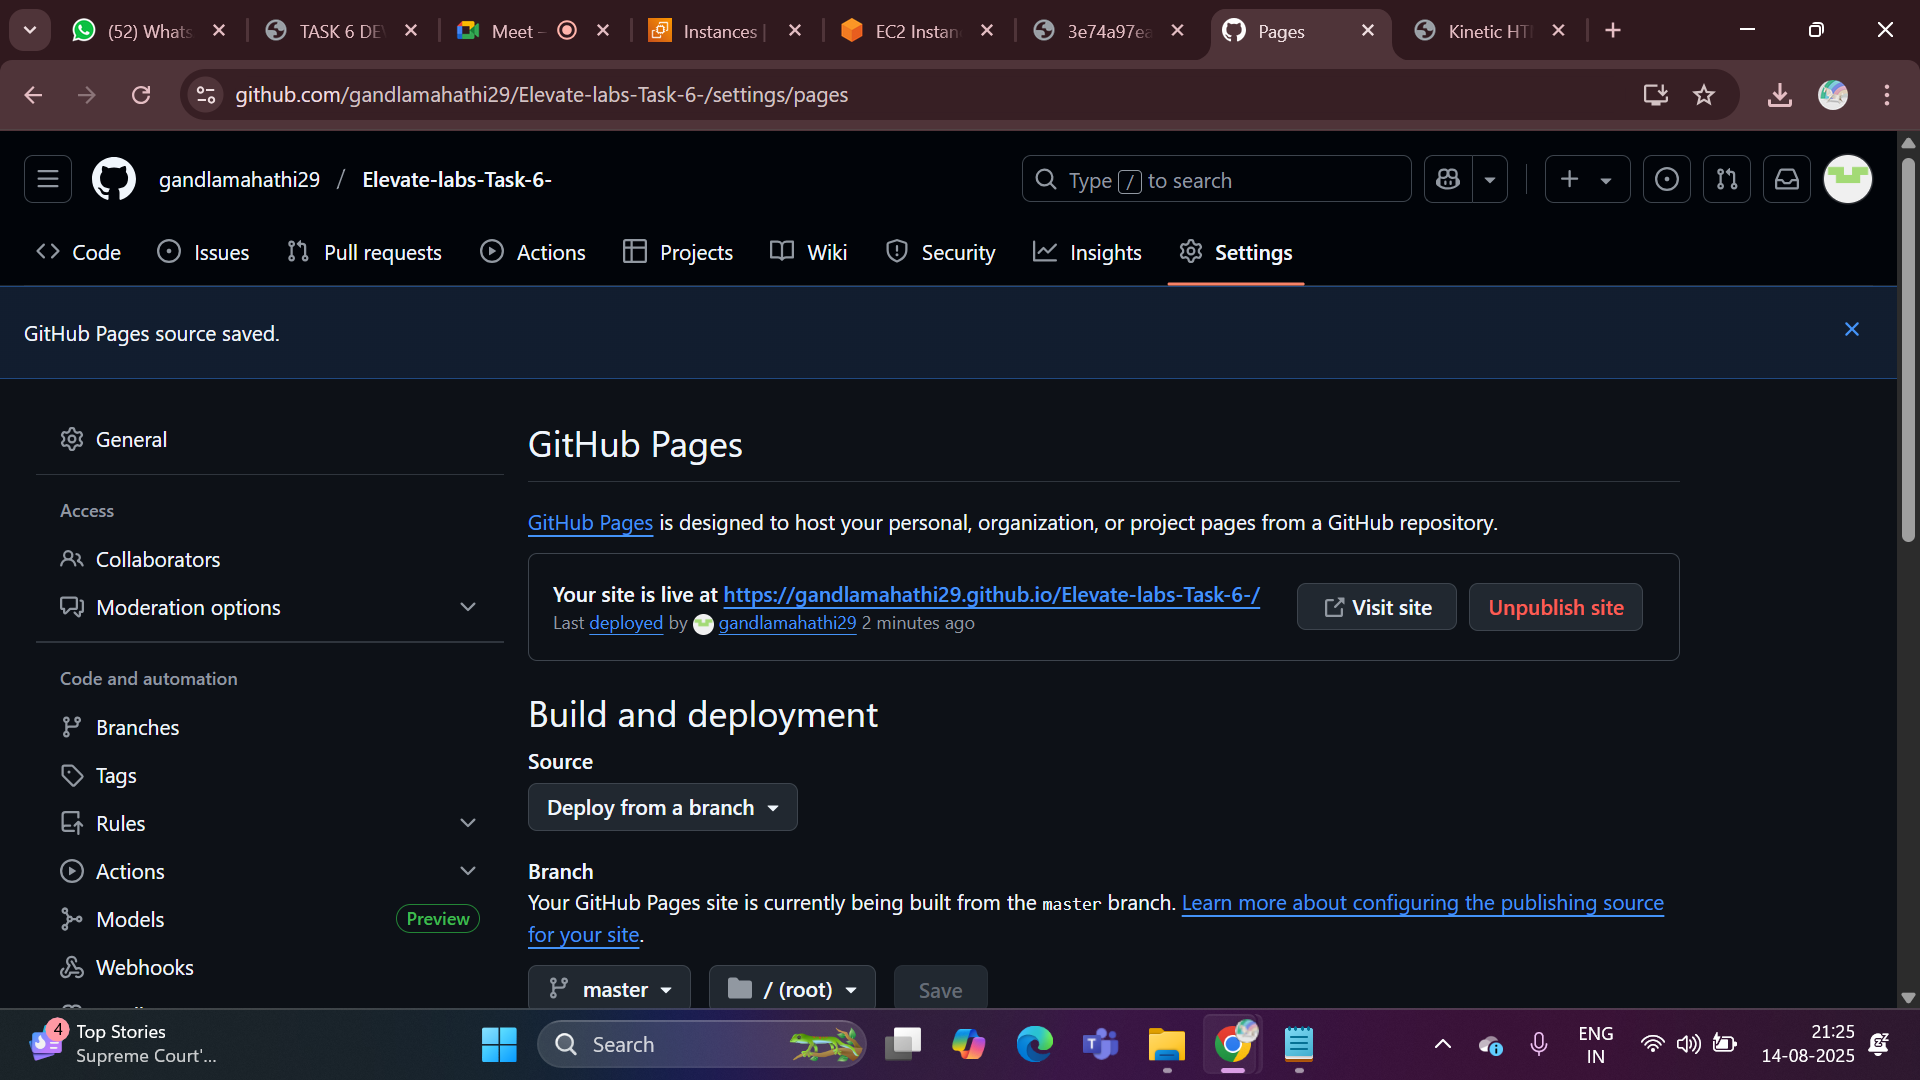 (52) Whats
TASK 6 DE
Meet -
Instances |
EC2 Instan
3e74a97ea
Pages
Kinetic HT
github.com/gandlamahathi29/Elevate-labs-Task-6-/settings/pages
gandlamahathi29 / Elevate-labs-Task-6-
Type / to search
Code
Issues
Pull requests
Actions
Projects
Wiki
Security
Insights
Settings
GitHub Pages source saved.
General
Access
Collaborators
Moderation options
Code and automation
Branches
Tags
Rules
Actions
Models
Preview
Webhooks
GitHub Pages
GitHub Pages is designed to host your personal, organization, or project pages from a GitHub repository.
Your site is live at https://gandlamahathi29.github.io/Elevate-labs-Task-6-/
Last deployed by gandlamahathi29 2 minutes ago
Visit site
Unpublish site
Build and deployment
Source
Deploy from a branch
Branch
Your GitHub Pages site is currently being built from the master branch. Learn more about configuring the publishing source
for your site.
master
/ (root)
Save
4
Top Stories
Supreme Court'...
Search
ENG
IN
21:25
14-08-2025